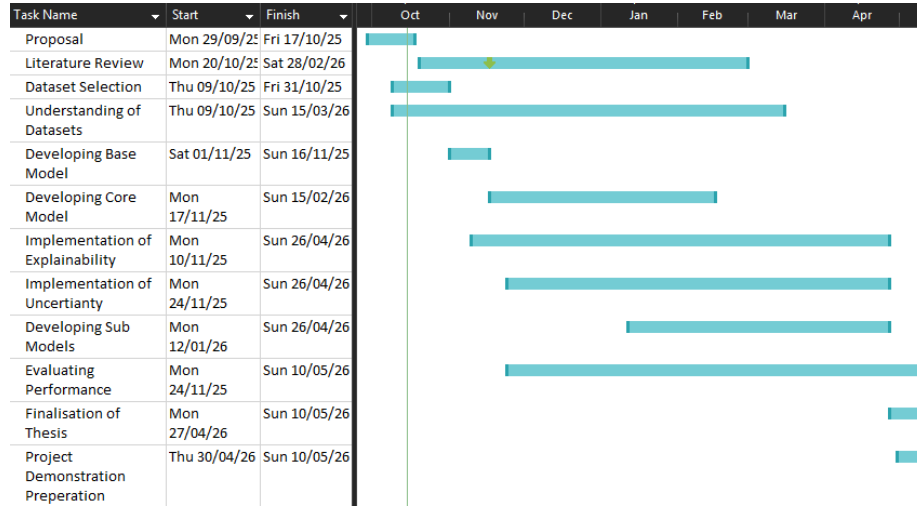 Task Name Start Finish Oct Nov Dec Jan Feb Mar Apr
Proposal Mon 29/09/25 Fri 17/10/25
Literature Review Mon 20/10/25 Sat 28/02/26
Dataset Selection Thu 09/10/25 Fri 31/10/25
Understanding of Thu 09/10/25 Sun 15/03/26
Datasets
Developing Base Sat 01/11/25 Sun 16/11/25
Model
Developing Core Mon Sun 15/02/26
Model 17/11/25
Implementation of Mon Sun 26/04/26
Explainability 10/11/25
Implementation of Mon Sun 26/04/26
Uncertianty 24/11/25
Developing Sub Mon Sun 26/04/26
Models 12/01/26
Evaluating Mon Sun 10/05/26
Performance 24/11/25
Finalisation of Mon Sun 10/05/26
Thesis 27/04/26
Project Thu 30/04/26 Sun 10/05/26
Demonstration
Preperation